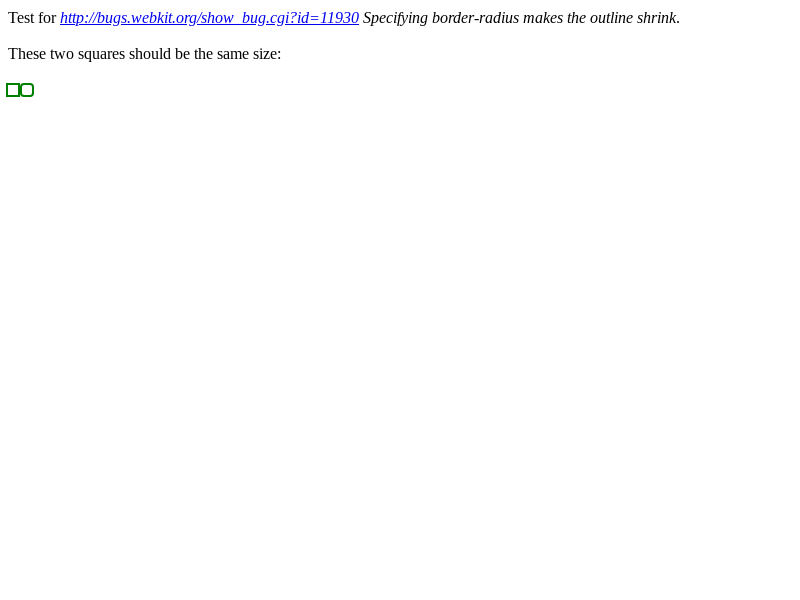 Test for http://bugs.webkit.org/show_bug.cgi?id=11930 Specifying border-radius makes the outline shrink.
These two squares should be the same size: